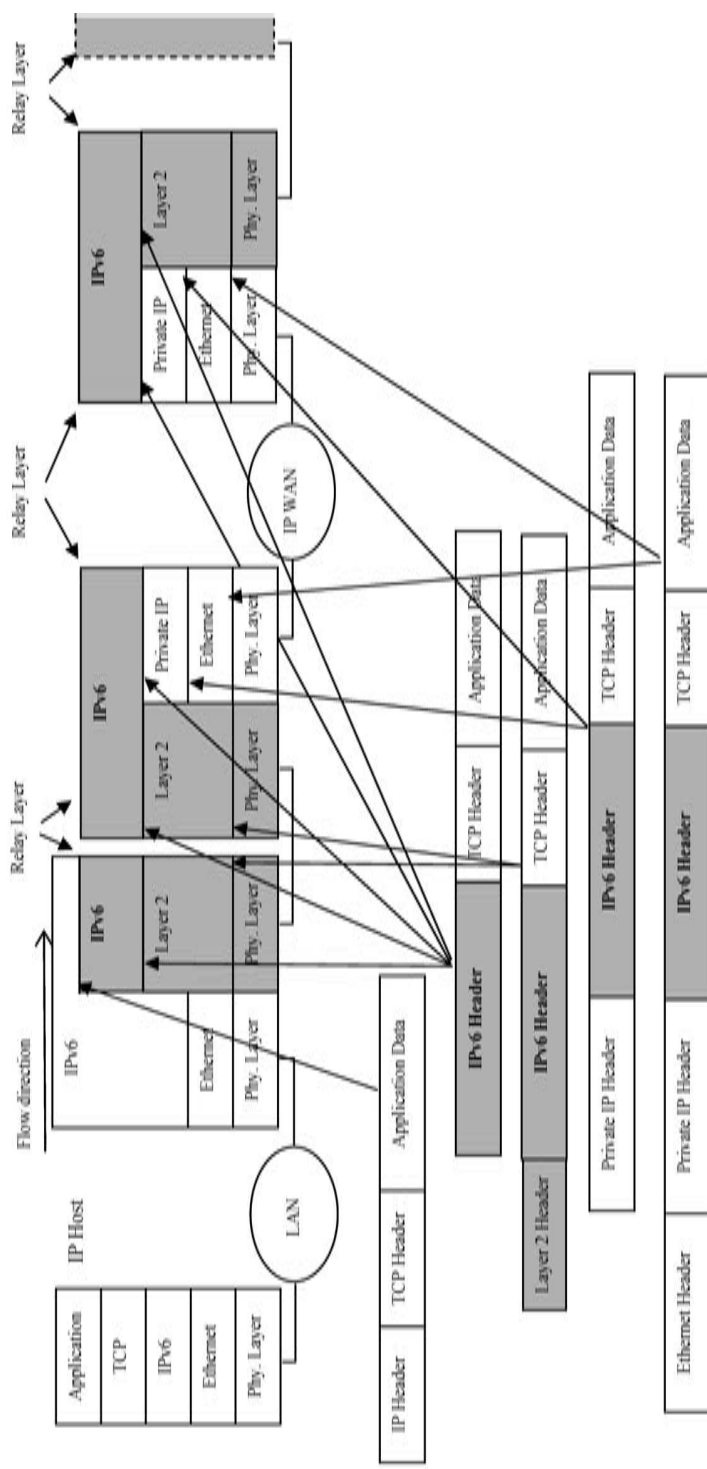 Flow direction
Relay Layer
Relay Layer
Relay Layer
IP Host
Application
TCP
IPv6
Ethernet
Phy. Layer
LAN
IPv6
Ethernet
Phy. Layer
IPv6
Layer 2
Phy. Layer
IPv6
Layer 2
Phy. Layer
Private IP
Ethernet
Phy. Layer
IP WAN
IPv6
Private IP
Ethernet
Phy. Layer
Layer 2
Phy. Layer
IP Header TCP Header Application Data
IPv6 Header TCP Header Application Data
Layer 2 Header IPv6 Header TCP Header Application Data
Private IP Header IPv6 Header TCP Header Application Data
Ethernet Header Private IP Header IPv6 Header TCP Header Application Data